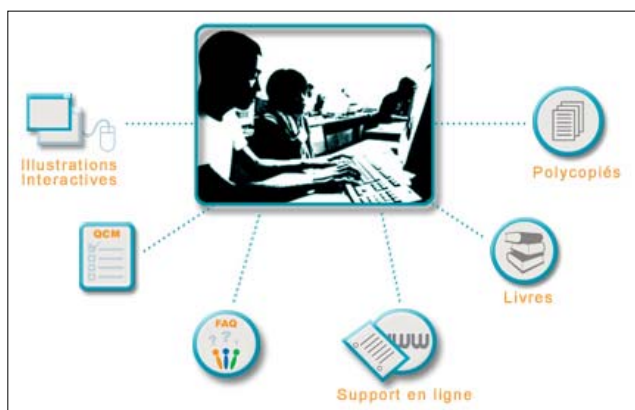 Illustrations
Interactives
Polycopiés
QCM
Livres
FAQ
? ? ?
www
Support en ligne